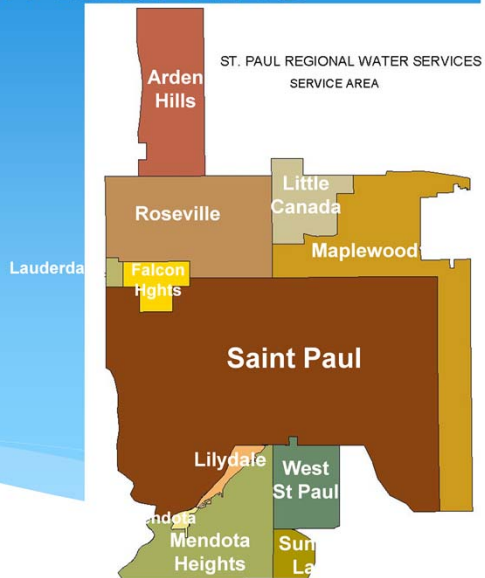 ST. PAUL REGIONAL WATER SERVICES
SERVICE AREA
Arden
Hills
Little
Canada
Roseville
Maplewood
Falcon
Hghts
Saint Paul
Lilydale
West
St Paul
Mendota
Heights